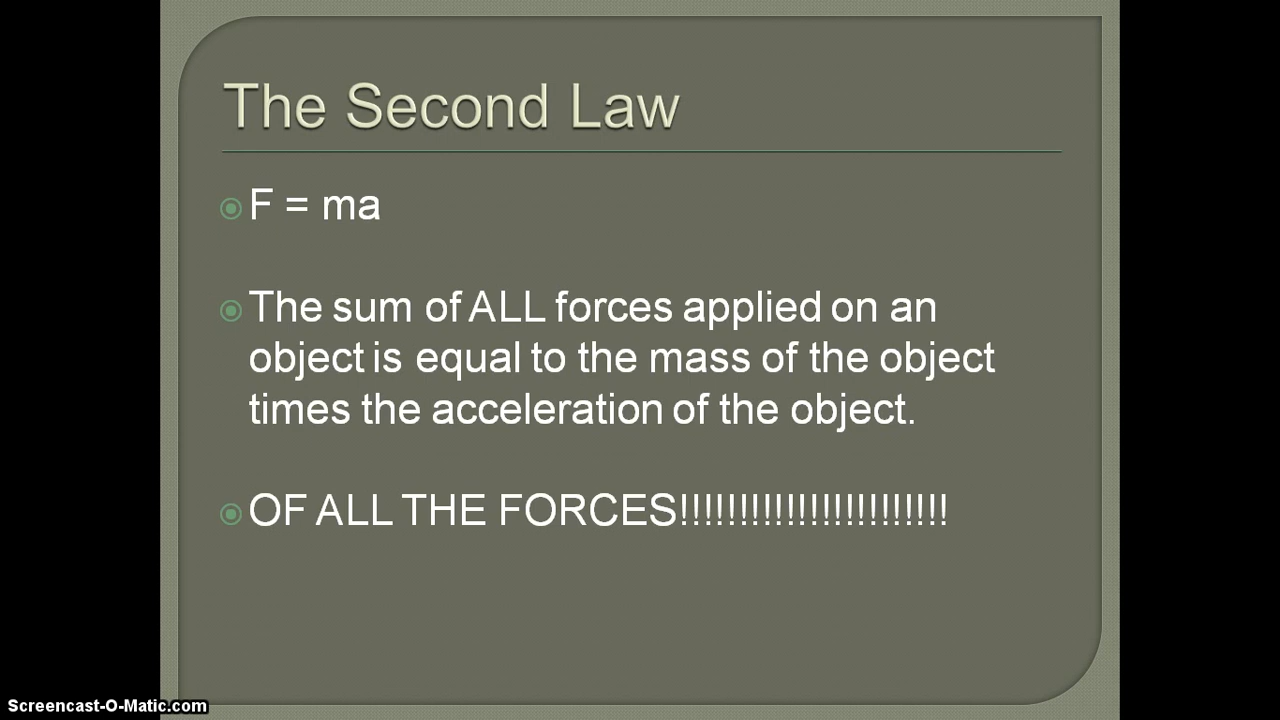 The Second Law
F = ma
The sum of ALL forces applied on an
object is equal to the mass of the object
times the acceleration of the object.
OF ALL THE FORCES!!!!!!!!!!!!!!!!!!!!!!!
Screencast-O-Matic.com